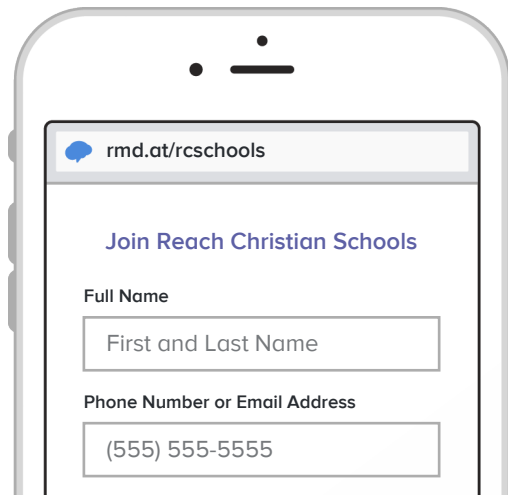 rmd.at/rcschools
Join Reach Christian Schools
Full Name
First and Last Name
Phone Number or Email Address
(555) 555-5555